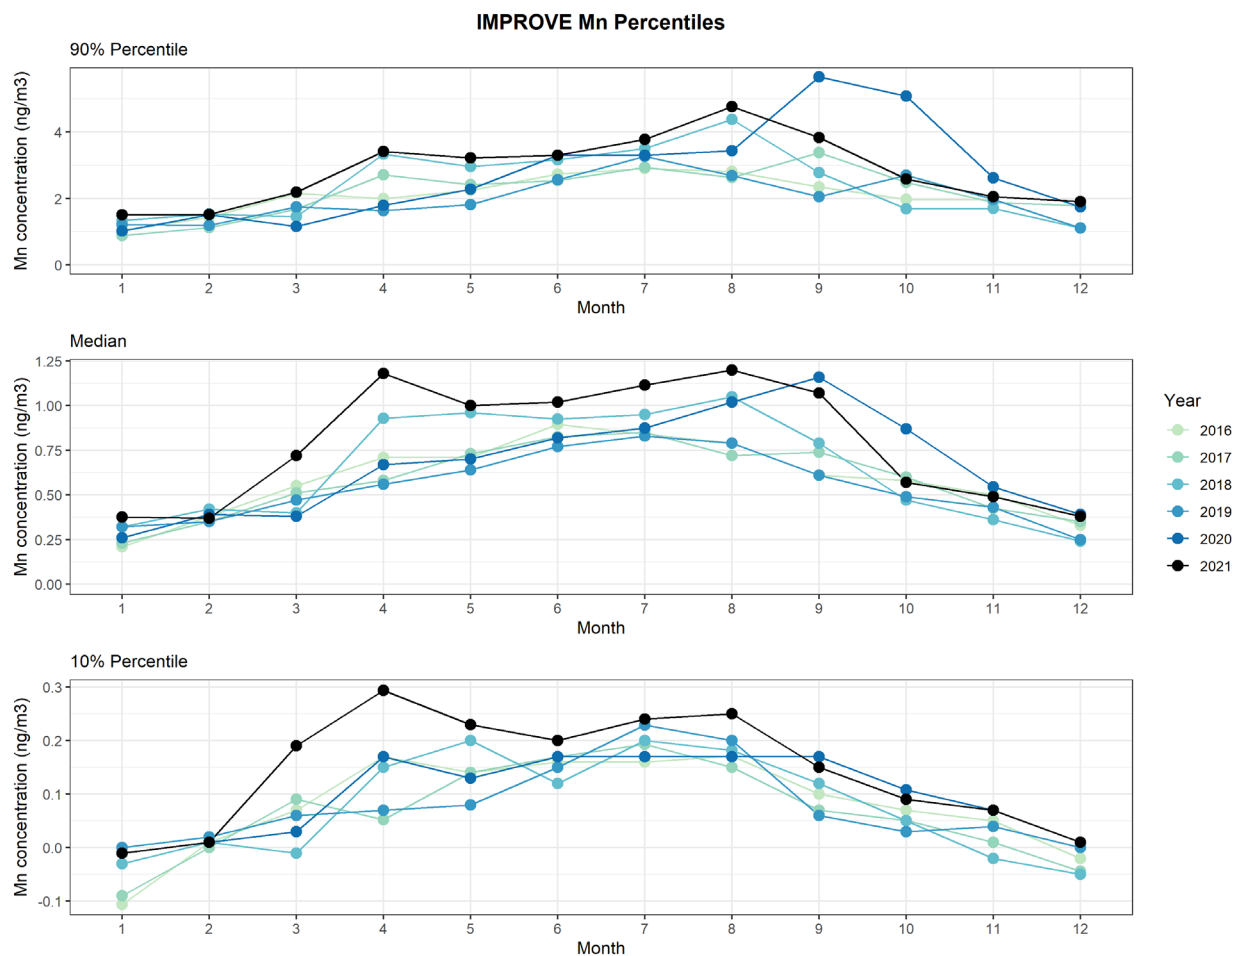 IMPROVE Mn Percentiles
90% Percentile
Mn concentration (ng/m3)
4
2
0
1 2 3 4 5 6 7 8 9 10 11 12
Month
Median
Mn concentration (ng/m3)
1.25
1.00
0.75
0.50
0.25
0.00
1 2 3 4 5 6 7 8 9 10 11 12
Month
Year
2016
2017
2018
2019
2020
2021
10% Percentile
Mn concentration (ng/m3)
0.3
0.2
0.1
0.0
-0.1
1 2 3 4 5 6 7 8 9 10 11 12
Month